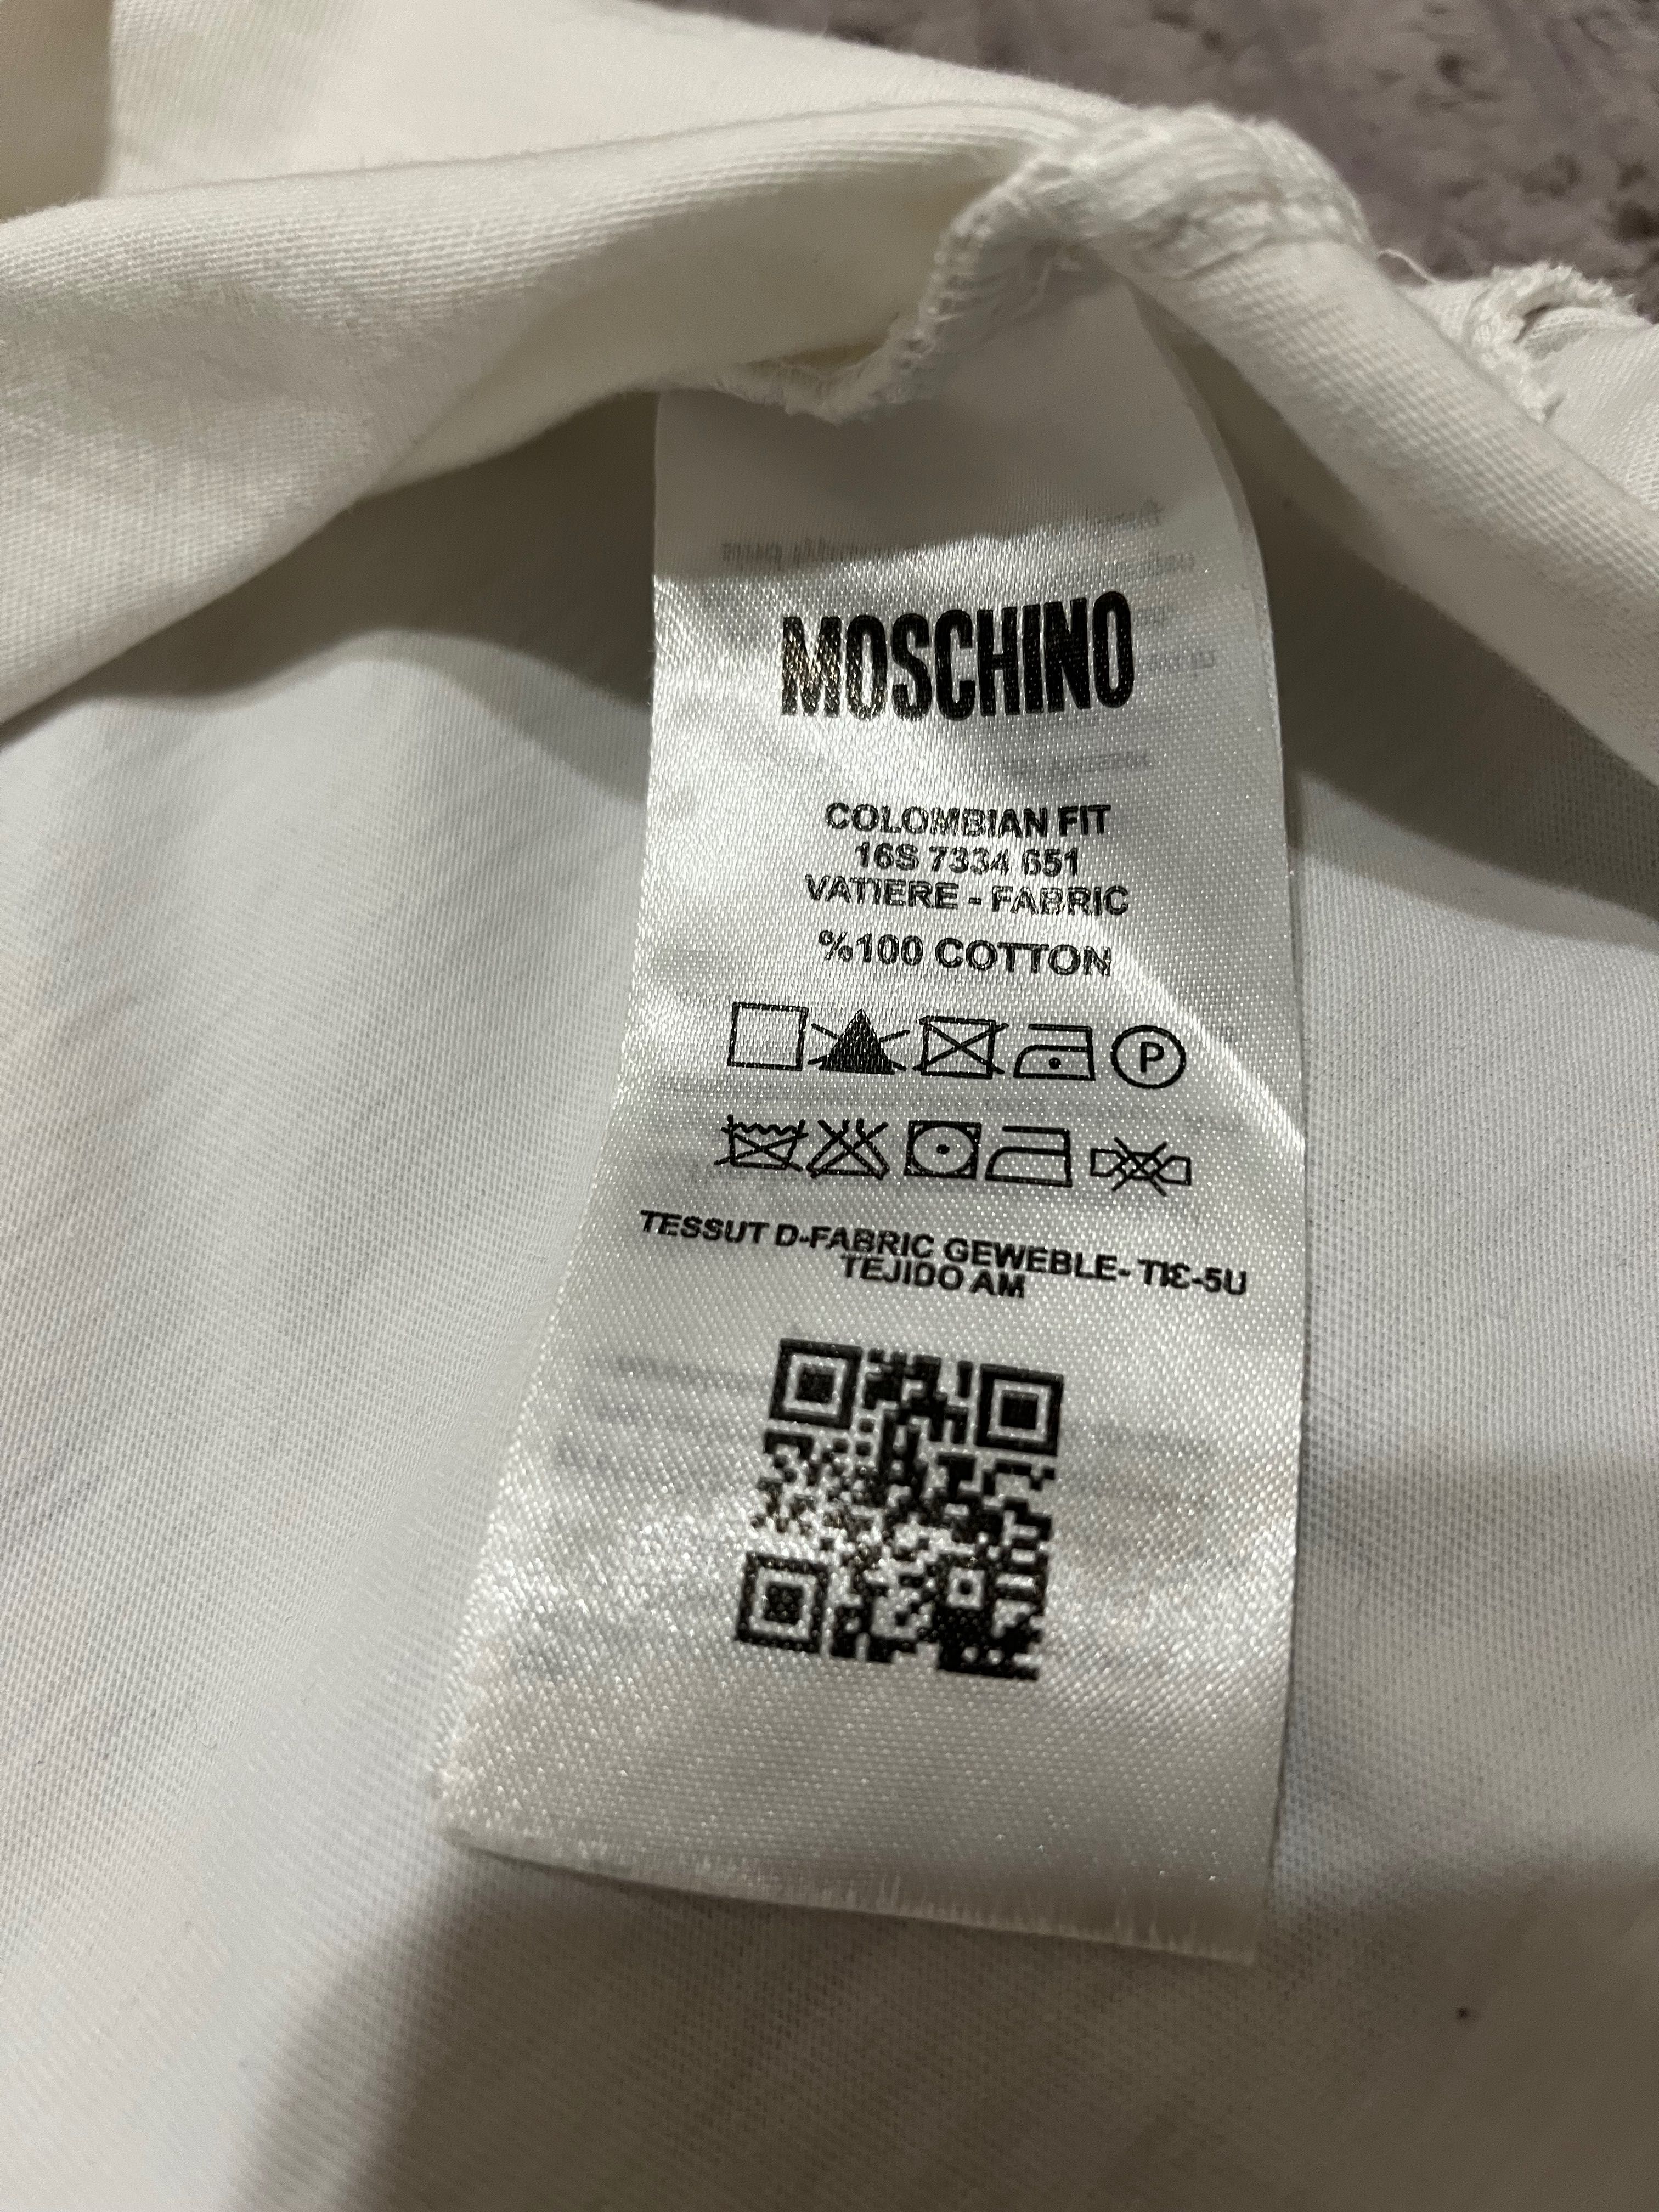 MOSCHINO
COLOMBIAN FIT
16S 7334 651
VATIERE - FABRIC
%100 COTTON
P
TESSUT D-FABRIC GEWEBLE- TIƐ-5U
TEJIDO AM